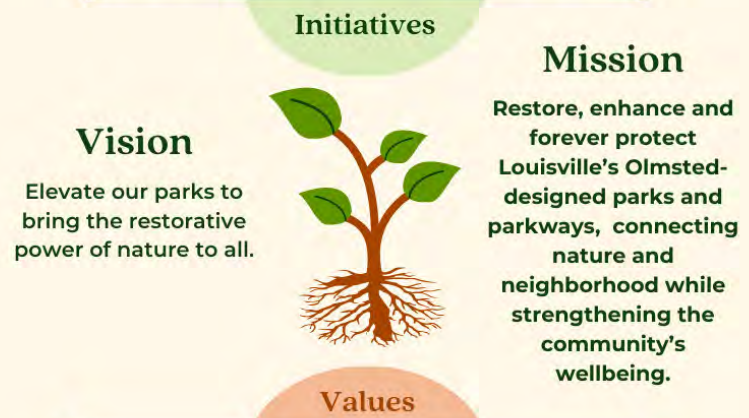 Initiatives
Vision
Elevate our parks to
bring the restorative
power of nature to all.
Mission
Restore, enhance and
forever protect
Louisville’s Olmsted-
designed parks and
parkways,  connecting
nature and
neighborhood while
strengthening the
community’s
wellbeing.
Values